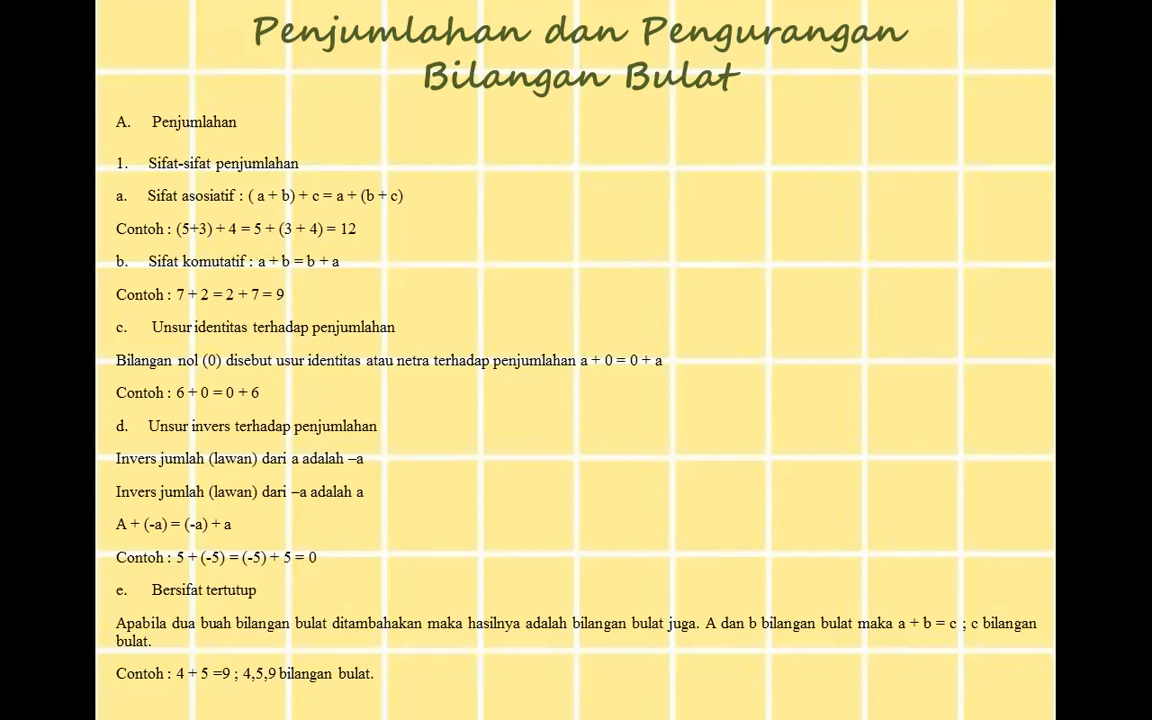 Penjumlahan dan Pengurangan
Bilangan Bulat
A. Penjumlahan
1. Sifat-sifat penjumlahan
a. Sifat asosiatif : ( a + b) + c = a + (b + c)
Contoh : (5+3) + 4 = 5 + (3 + 4) = 12
b. Sifat komutatif : a + b = b + a
Contoh : 7 + 2 = 2 + 7 = 9
c. Unsur identitas terhadap penjumlahan
Bilangan nol (0) disebut usur identitas atau netra terhadap penjumlahan a + 0 = 0 + a
Contoh : 6 + 0 = 0 + 6
d. Unsur invers terhadap penjumlahan
Invers jumlah (lawan) dari a adalah –a
Invers jumlah (lawan) dari –a adalah a
A + (-a) = (-a) + a
Contoh : 5 + (-5) = (-5) + 5 = 0
e. Bersifat tertutup
Apabila dua buah bilangan bulat ditambahakan maka hasilnya adalah bilangan bulat juga. A dan b bilangan bulat maka a + b = c ; c bilangan
bulat.
Contoh : 4 + 5 =9 ; 4,5,9 bilangan bulat.